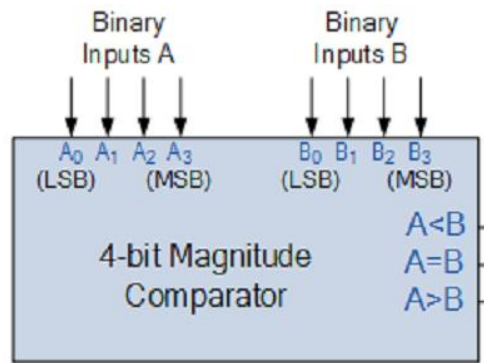 Binary
Inputs A
Binary
Inputs B
A0 A1 A2 A3
(LSB) (MSB)
B0 B1 B2 B3
(LSB) (MSB)
4-bit Magnitude
Comparator
A<B
A=B
A>B